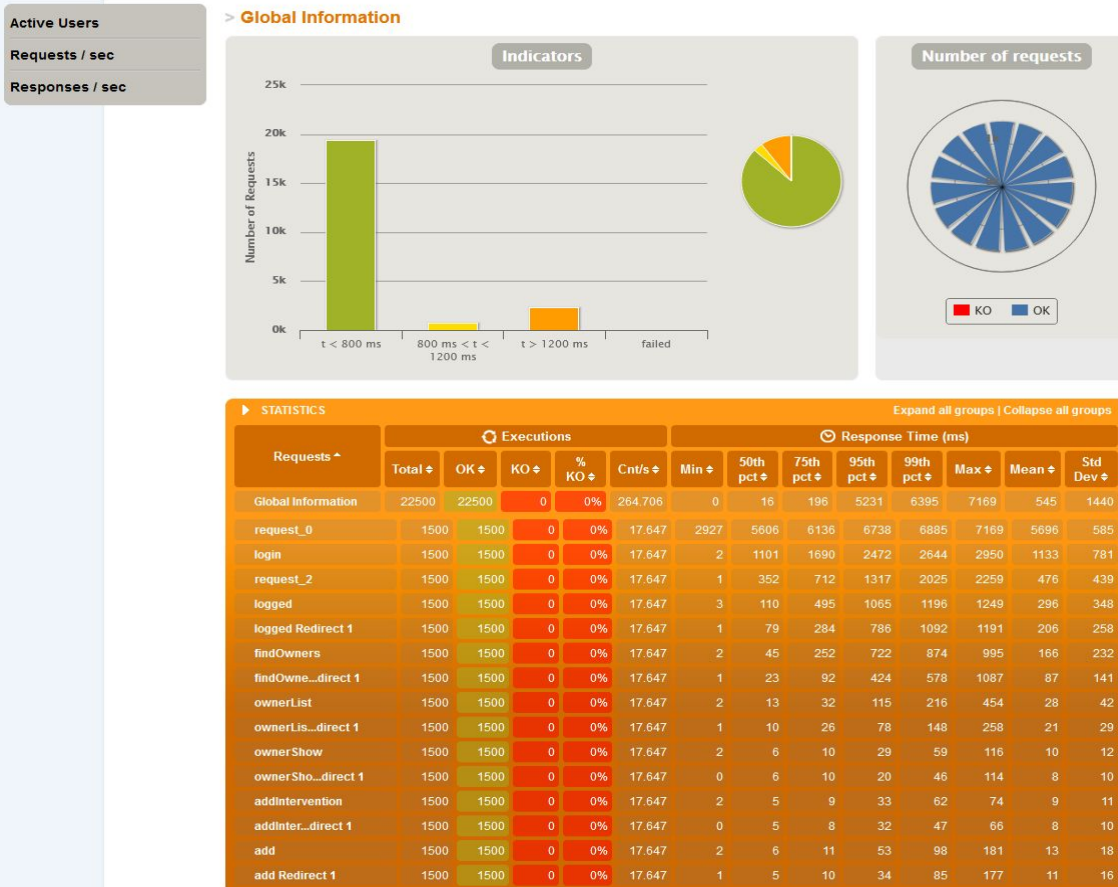 Active Users
Requests / sec
Responses / sec
> Global Information
Indicators
25k
20k
15k
10k
5k
0k
Number of Requests
t < 800 ms
800 ms < t <
1200 ms
t > 1200 ms
failed
Number of requests
KO OK
STATISTICS Expand all groups | Collapse all groups
Requests Executions Response Time (ms)
Total OK KO % KO Cnt/s Min 50th pct 75th pct 95th pct 99th pct Max Mean Std Dev
Global Information 22500 22500 0 0% 264.706 0 16 196 5231 6395 7169 545 1440
request_0 1500 1500 0 0% 17.647 2927 5606 6136 6738 6885 7169 5696 585
login 1500 1500 0 0% 17.647 2 1101 1690 2472 2644 2950 1133 781
request_2 1500 1500 0 0% 17.647 1 352 712 1317 2025 2259 476 439
logged 1500 1500 0 0% 17.647 3 110 495 1065 1196 1249 296 348
logged Redirect 1 1500 1500 0 0% 17.647 1 79 284 786 1092 1191 206 258
findOwners 1500 1500 0 0% 17.647 2 45 252 722 874 995 166 232
findOwne...direct 1 1500 1500 0 0% 17.647 1 23 92 424 578 1087 87 141
ownerList 1500 1500 0 0% 17.647 2 13 32 115 216 454 28 42
ownerLis...direct 1 1500 1500 0 0% 17.647 1 10 26 78 148 258 21 29
ownerShow 1500 1500 0 0% 17.647 2 6 10 29 59 116 10 12
ownerSho...direct 1 1500 1500 0 0% 17.647 0 6 10 20 46 114 8 10
addIntervention 1500 1500 0 0% 17.647 2 5 9 33 62 74 9 11
addInter...direct 1 1500 1500 0 0% 17.647 0 5 8 32 47 66 8 10
add 1500 1500 0 0% 17.647 2 6 11 53 98 181 13 18
add Redirect 1 1500 1500 0 0% 17.647 1 5 10 34 85 177 11 16